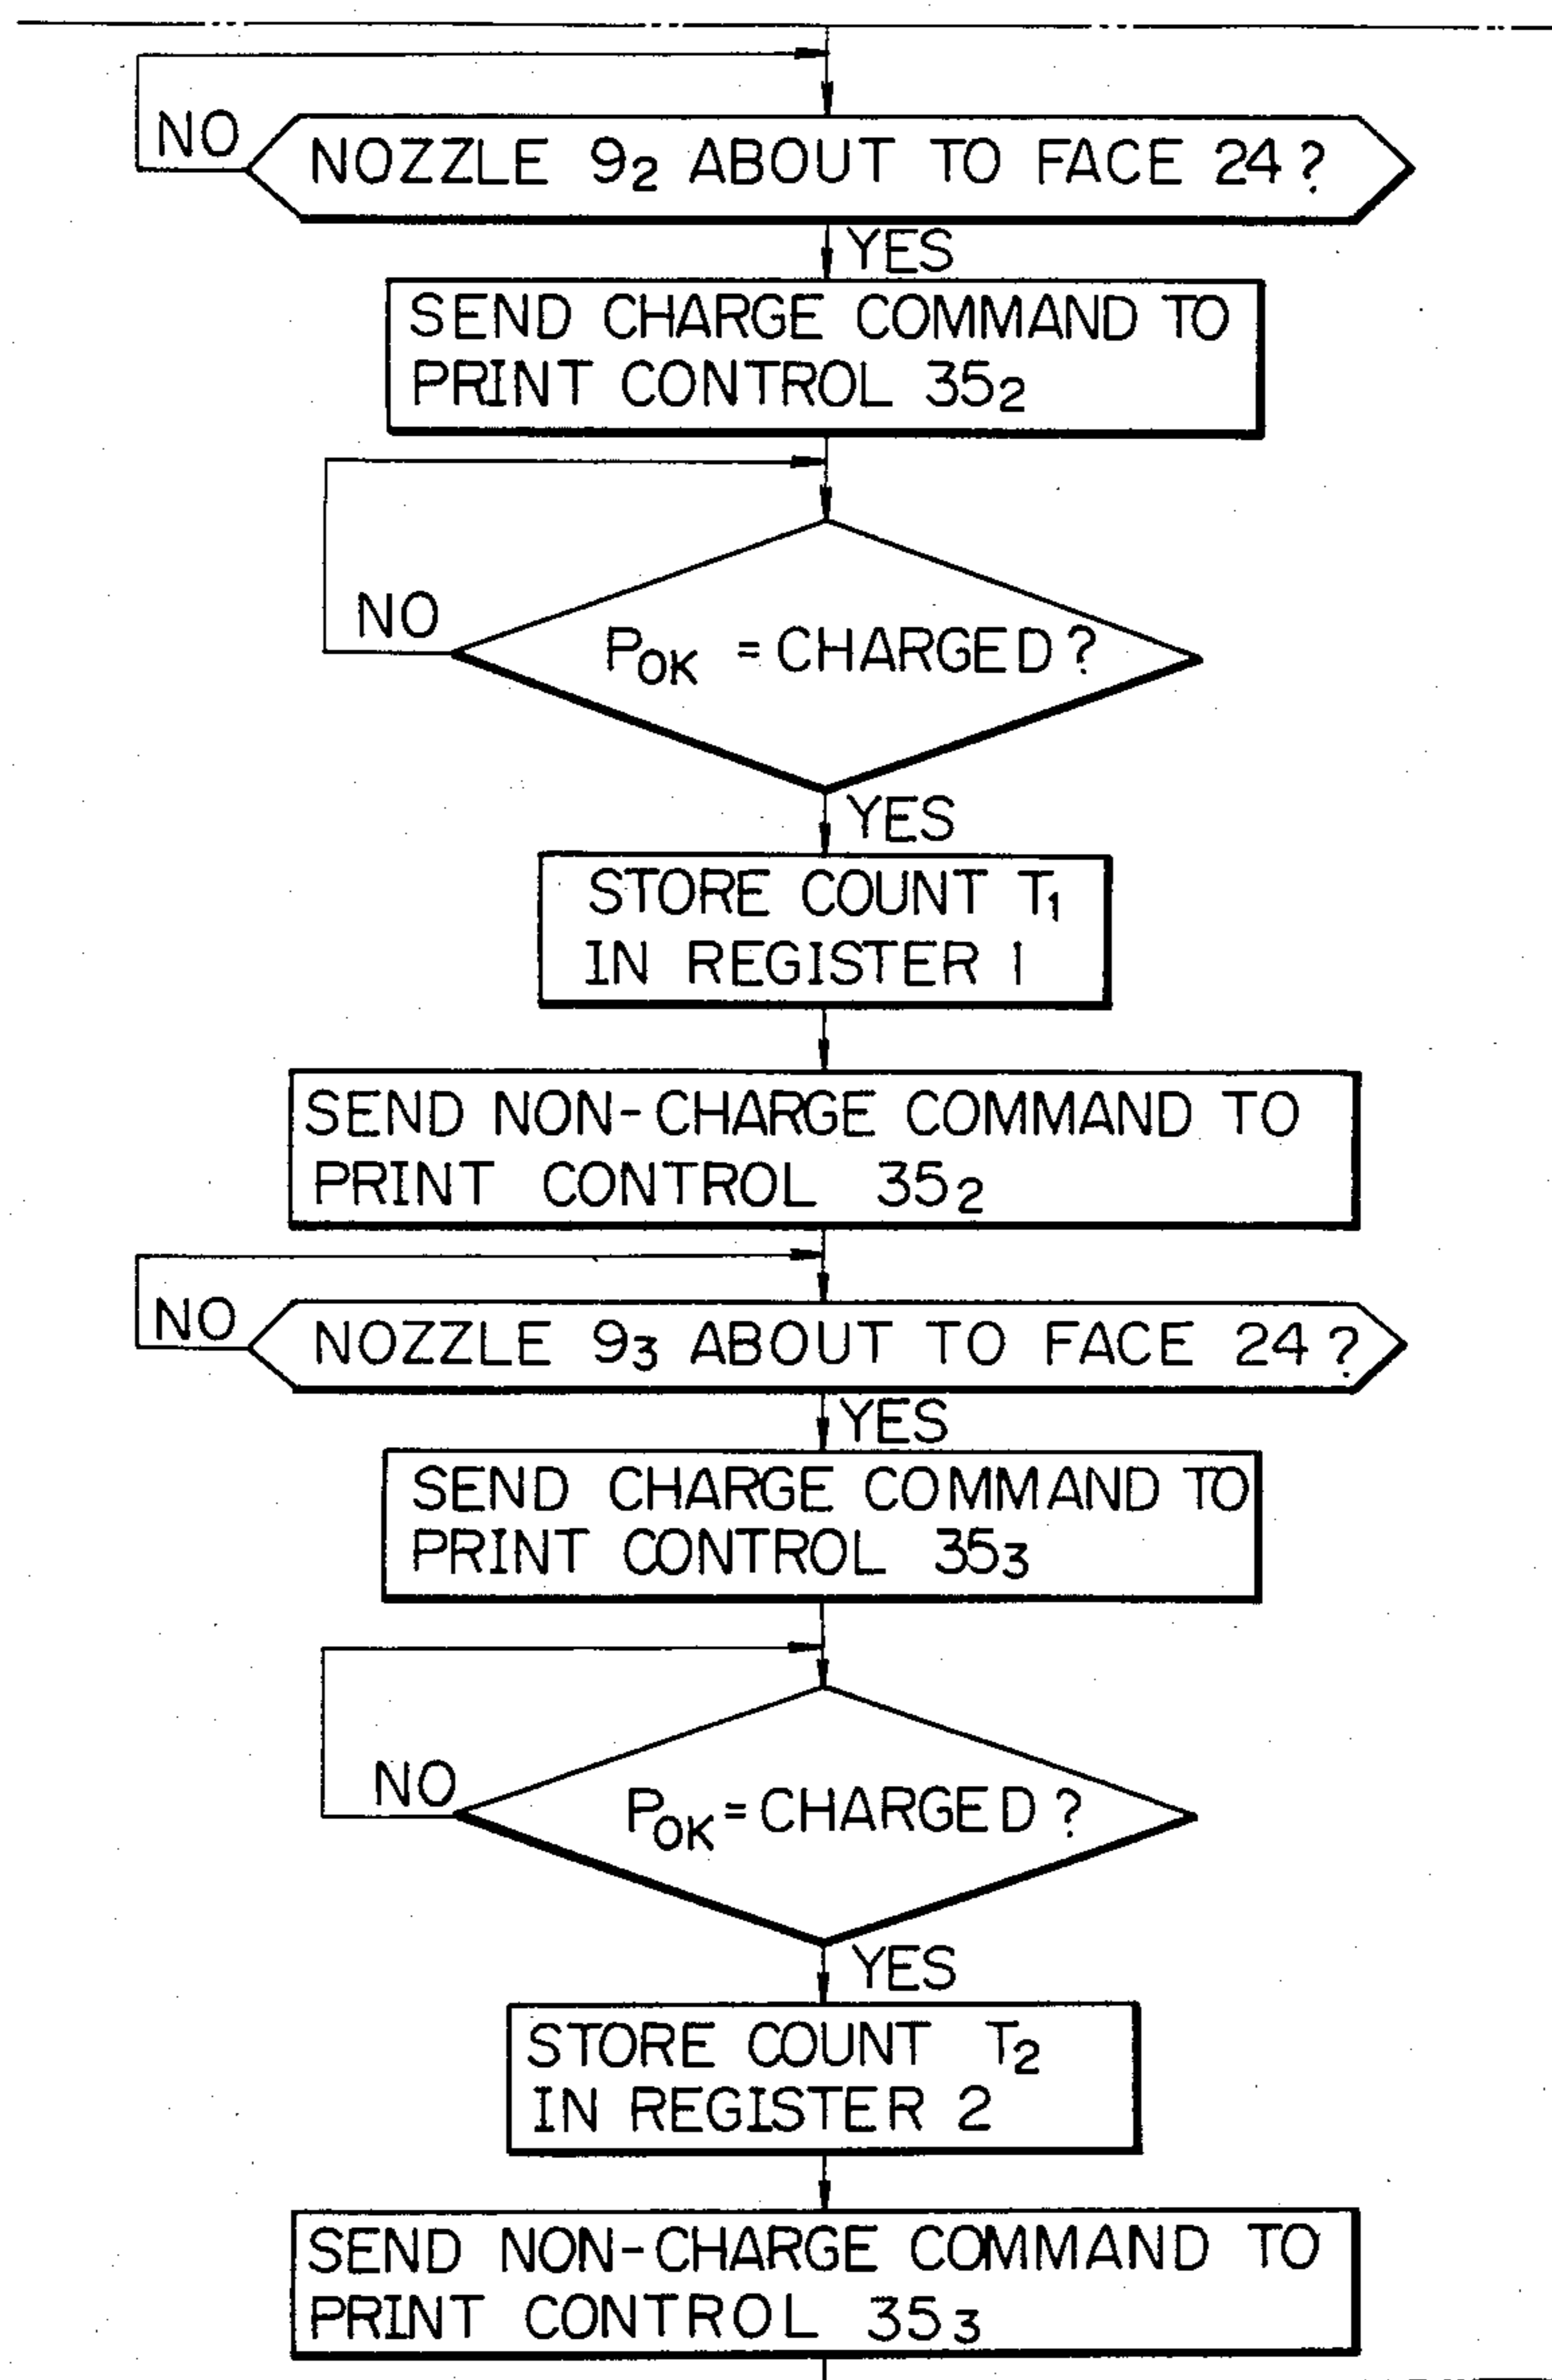 NO
NOZZLE 9₂ ABOUT TO FACE 24?
YES
SEND CHARGE COMMAND TO
PRINT CONTROL 35₂
NO
P_OK = CHARGED?
YES
STORE COUNT T₁
IN REGISTER 1
SEND NON-CHARGE COMMAND TO
PRINT CONTROL 35₂
NO
NOZZLE 9₃ ABOUT TO FACE 24?
YES
SEND CHARGE COMMAND TO
PRINT CONTROL 35₃
NO
P_OK = CHARGED?
YES
STORE COUNT T₂
IN REGISTER 2
SEND NON-CHARGE COMMAND TO
PRINT CONTROL 35₃